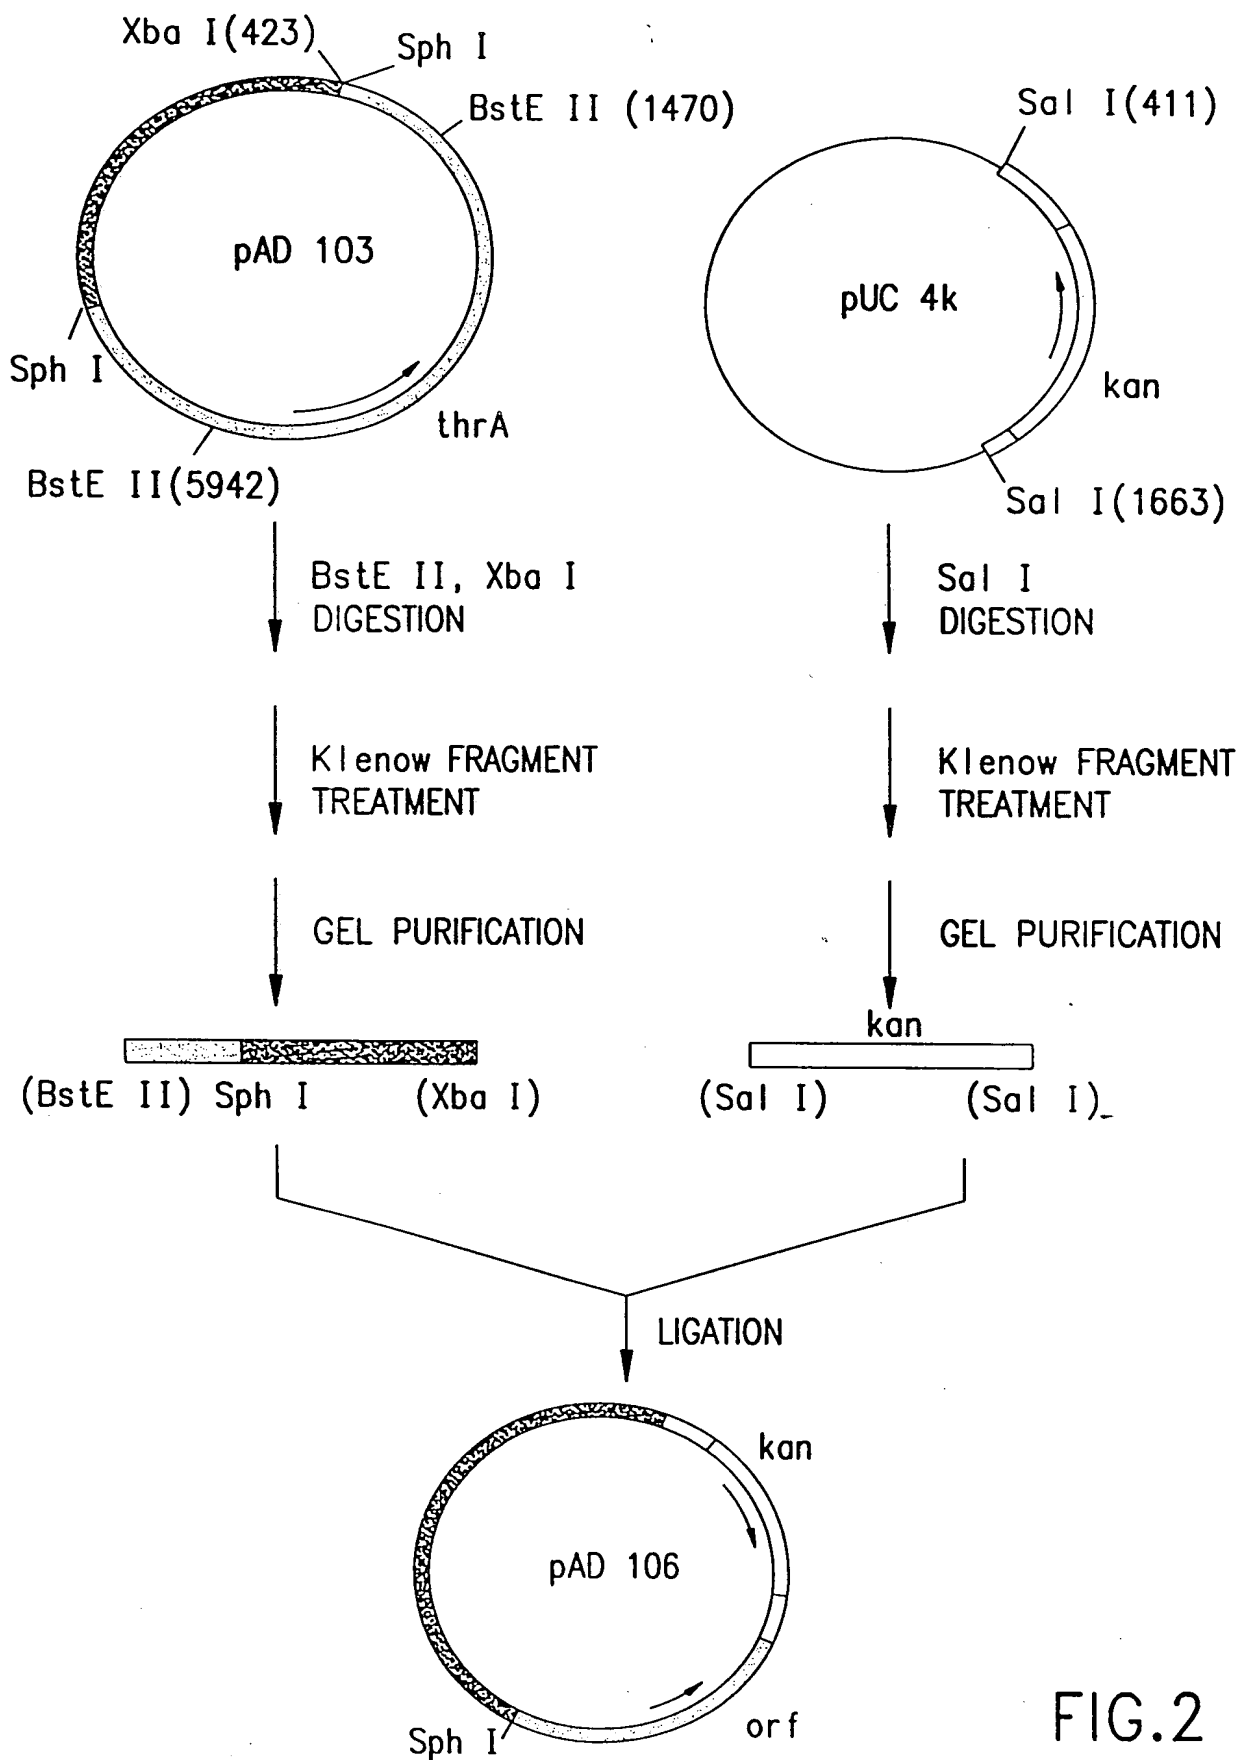 Xba I(423)
Sph I
BstE II (1470)
pAD 103
Sph I
thrA
BstE II(5942)
Sal I(411)
pUC 4k
kan
Sal I(1663)
BstE II, Xba I
DIGESTION
Sal I
DIGESTION
Klenow FRAGMENT
TREATMENT
Klenow FRAGMENT
TREATMENT
GEL PURIFICATION
GEL PURIFICATION
kan
(BstE II) Sph I (Xba I)
(Sal I) (Sal I)
LIGATION
kan
pAD 106
Sph I
orf
FIG.2